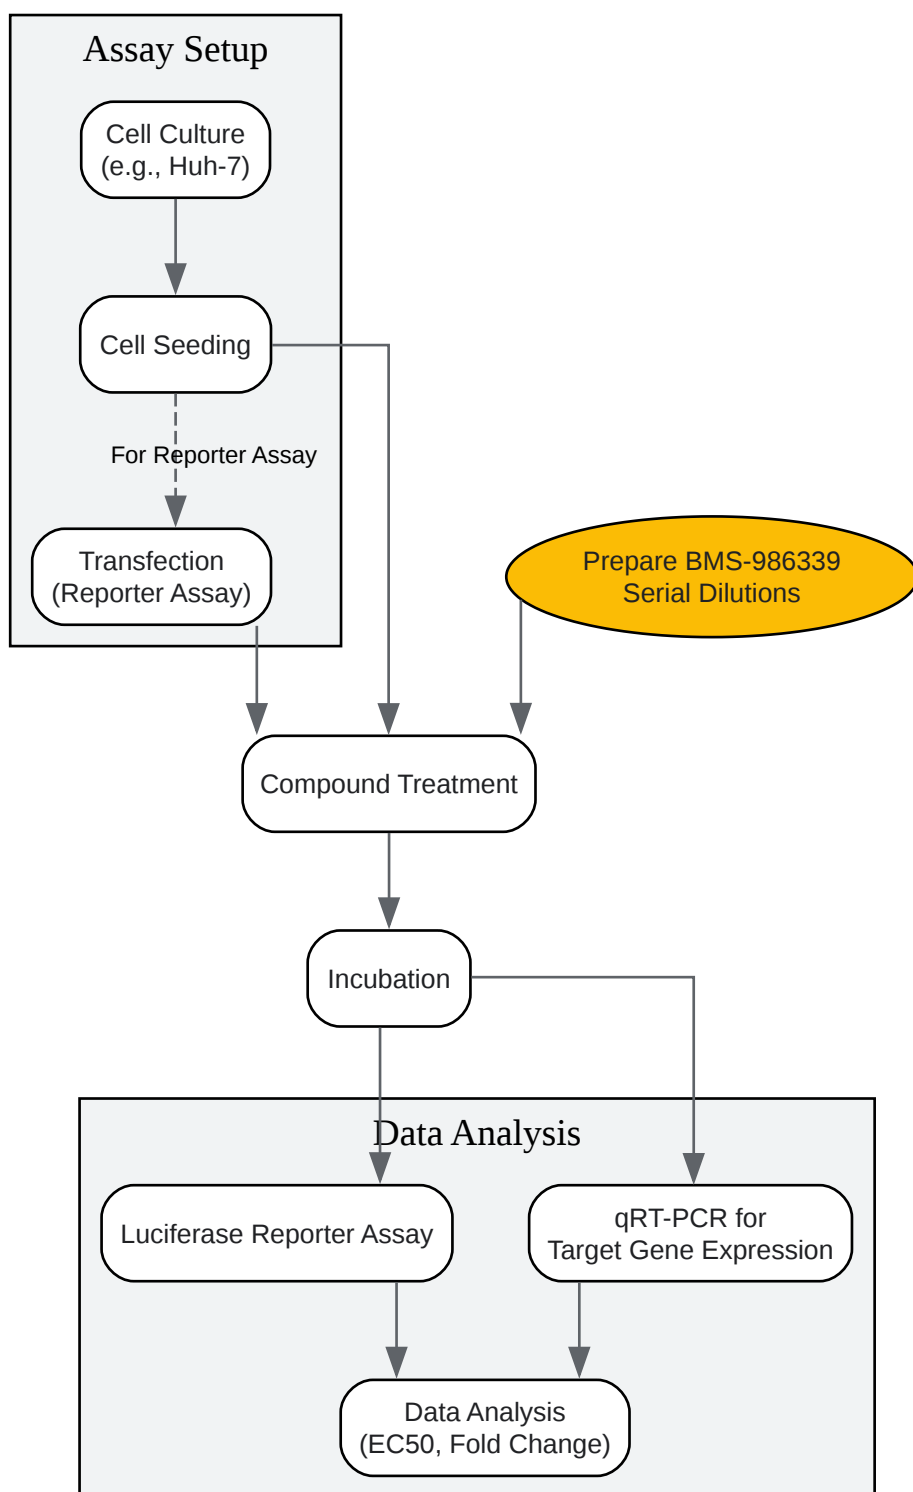 Assay Setup
Cell Culture
(e.g., Huh-7)
Cell Seeding
For Reporter Assay
Transfection
(Reporter Assay)
Prepare BMS-986339
Serial Dilutions
Compound Treatment
Incubation
Data Analysis
Luciferase Reporter Assay
qRT-PCR for
Target Gene Expression
Data Analysis
(EC50, Fold Change)